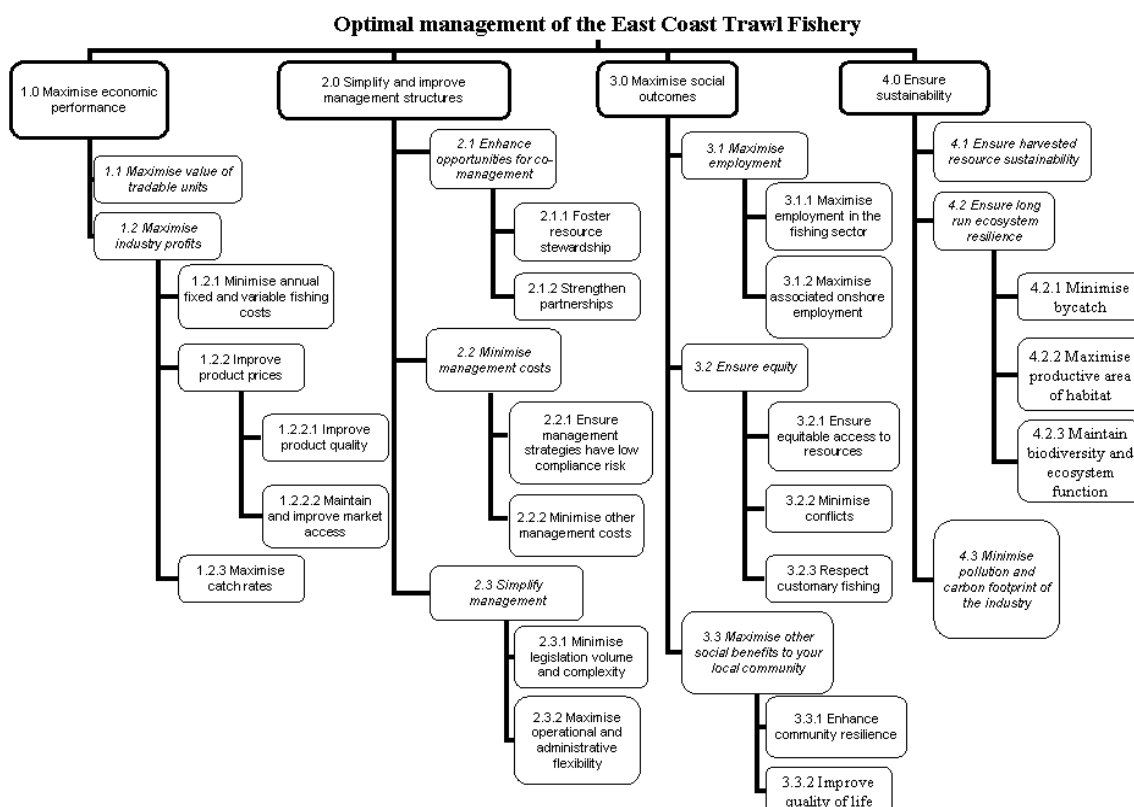 Optimal management of the East Coast Trawl Fishery
1.0 Maximise economic
performance
1.1 Maximise value of
tradable units
1.2 Maximise
industry profits
1.2.1 Minimise annual
fixed and variable fishing
costs
1.2.2 Improve
product prices
1.2.2.1 Improve
product quality
1.2.2.2 Maintain
and improve market
access
1.2.3 Maximise
catch rates
2.0 Simplify and improve
management structures
2.1 Enhance
opportunities for co-
management
2.1.1 Foster
resource
stewardship
2.1.2 Strengthen
partnerships
2.2 Minimise
management costs
2.2.1 Ensure
management
strategies have low
compliance risk
2.2.2 Minimise other
management costs
2.3 Simplify
management
2.3.1 Minimise
legislation volume
and complexity
2.3.2 Maximise
operational and
administrative
flexibility
3.0 Maximise social
outcomes
3.1 Maximise
employment
3.1.1 Maximise
employment in the
fishing sector
3.1.2 Maximise
associated onshore
employment
3.2 Ensure equity
3.2.1 Ensure
equitable access to
resources
3.2.2 Minimise
conflicts
3.2.3 Respect
customary fishing
3.3 Maximise other
social benefits to your
local community
3.3.1 Enhance
community resilience
3.3.2 Improve
quality of life
4.0 Ensure
sustainability
4.1 Ensure harvested
resource sustainability
4.2 Ensure long
run ecosystem
resilience
4.2.1 Minimise
bycatch
4.2.2 Maximise
productive area
of habitat
4.2.3 Maintain
biodiversity and
ecosystem
function
4.3 Minimise
pollution and
carbon footprint of
the industry